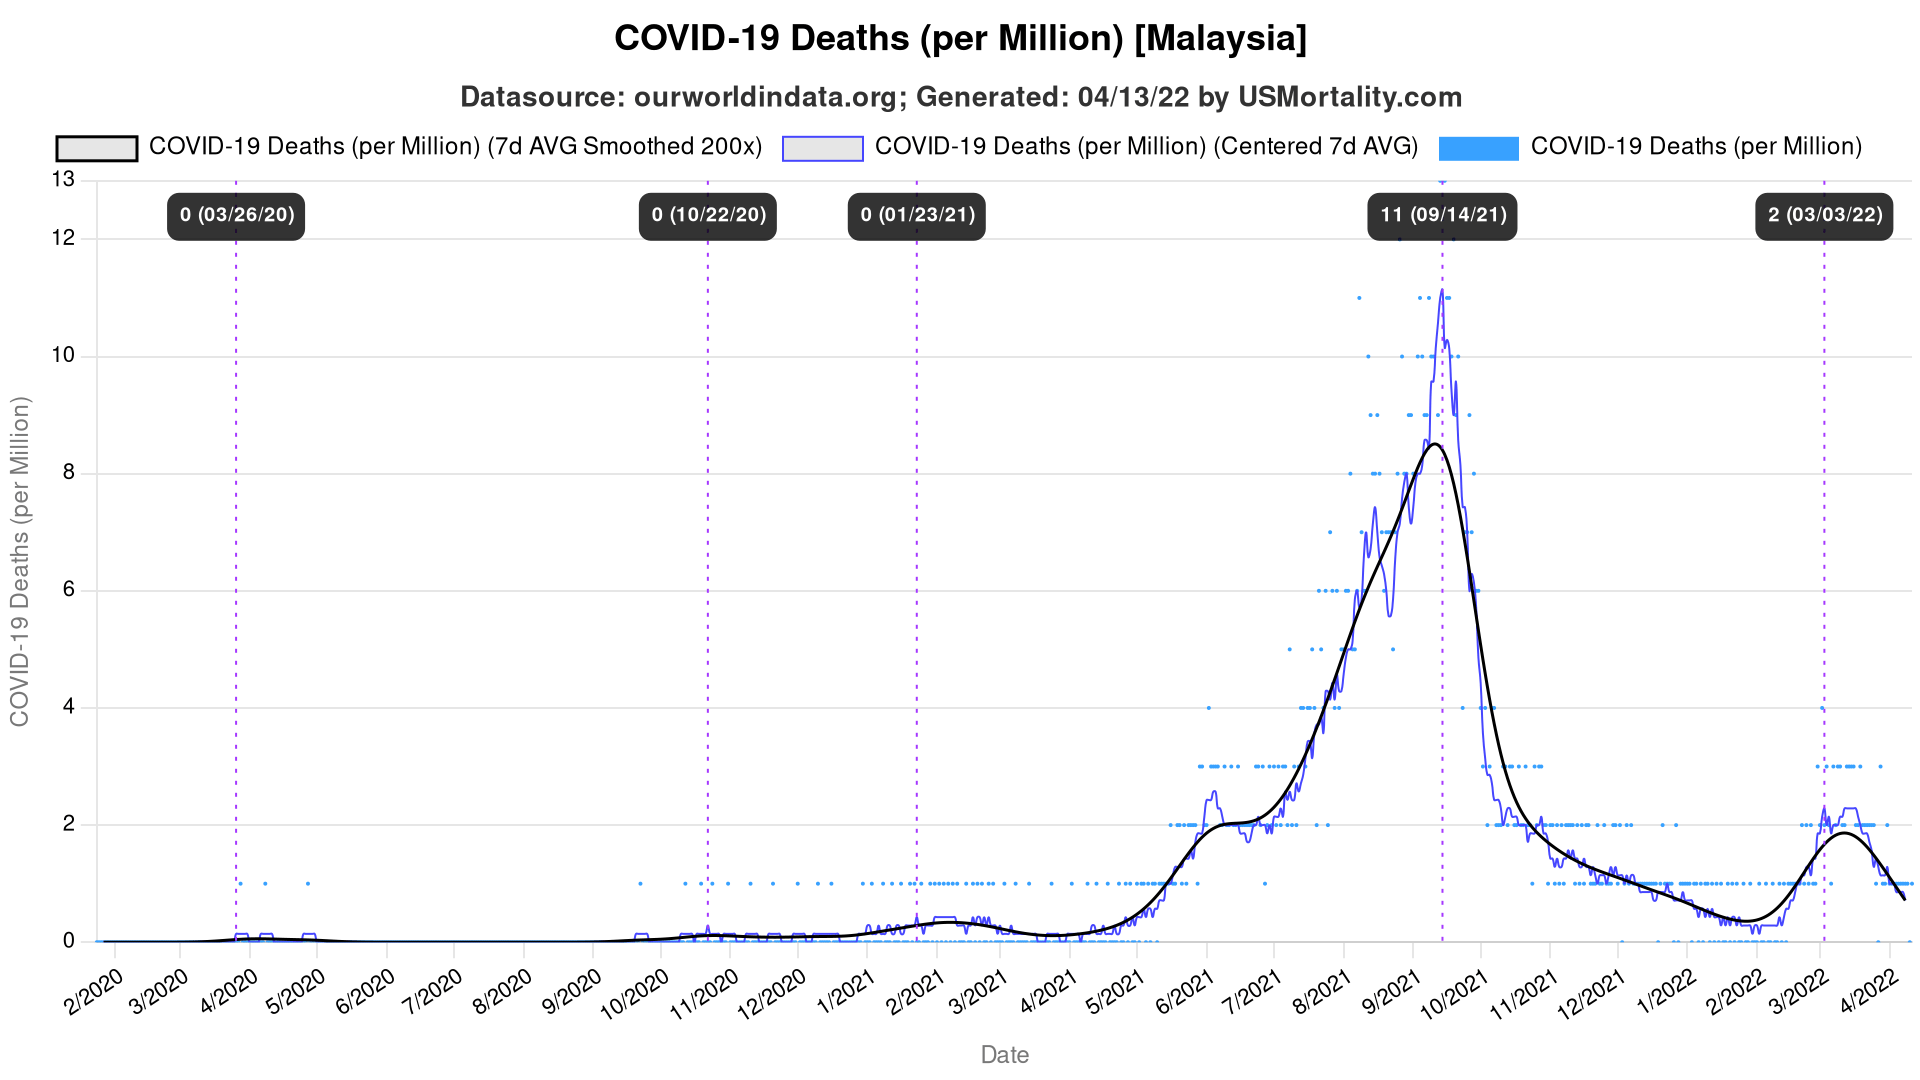 COVID-19 Deaths (per Million) [Malaysia]
Datasource: ourworldindata.org; Generated: 04/13/22 by USMortality.com
COVID-19 Deaths (per Million) (7d AVG Smoothed 200x) COVID-19 Deaths (per Million) (Centered 7d AVG) COVID-19 Deaths (per Million)
13
0 (03/26/20) 0 (10/22/20) 0 (01/23/21) 11 (09/14/21) 2 (03/03/22)
12
10
8
6
4
2
0
COVID-19 Deaths (per Million)
2/2020 3/2020 4/2020 5/2020 6/2020 7/2020 8/2020 9/2020 10/2020 11/2020 12/2020 1/2021 2/2021 3/2021 4/2021 5/2021 6/2021 7/2021 8/2021 9/2021 10/2021 11/2021 12/2021 1/2022 2/2022 3/2022 4/2022
Date